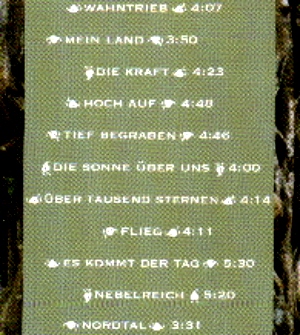 WAHNTRIEB 4:07
MEIN LAND 3:50
DIE KRAFT 4:23
HOCH AUF 4:48
TIEF BEGRABEN 4:46
DIE SONNE ÜBER UNS 4:00
ÜBER TAUSEND STERNEN 4:14
FLIEG 4:11
ES KOMMT DER TAG 5:30
NEBELREICH 5:20
NORDTAL 3:31